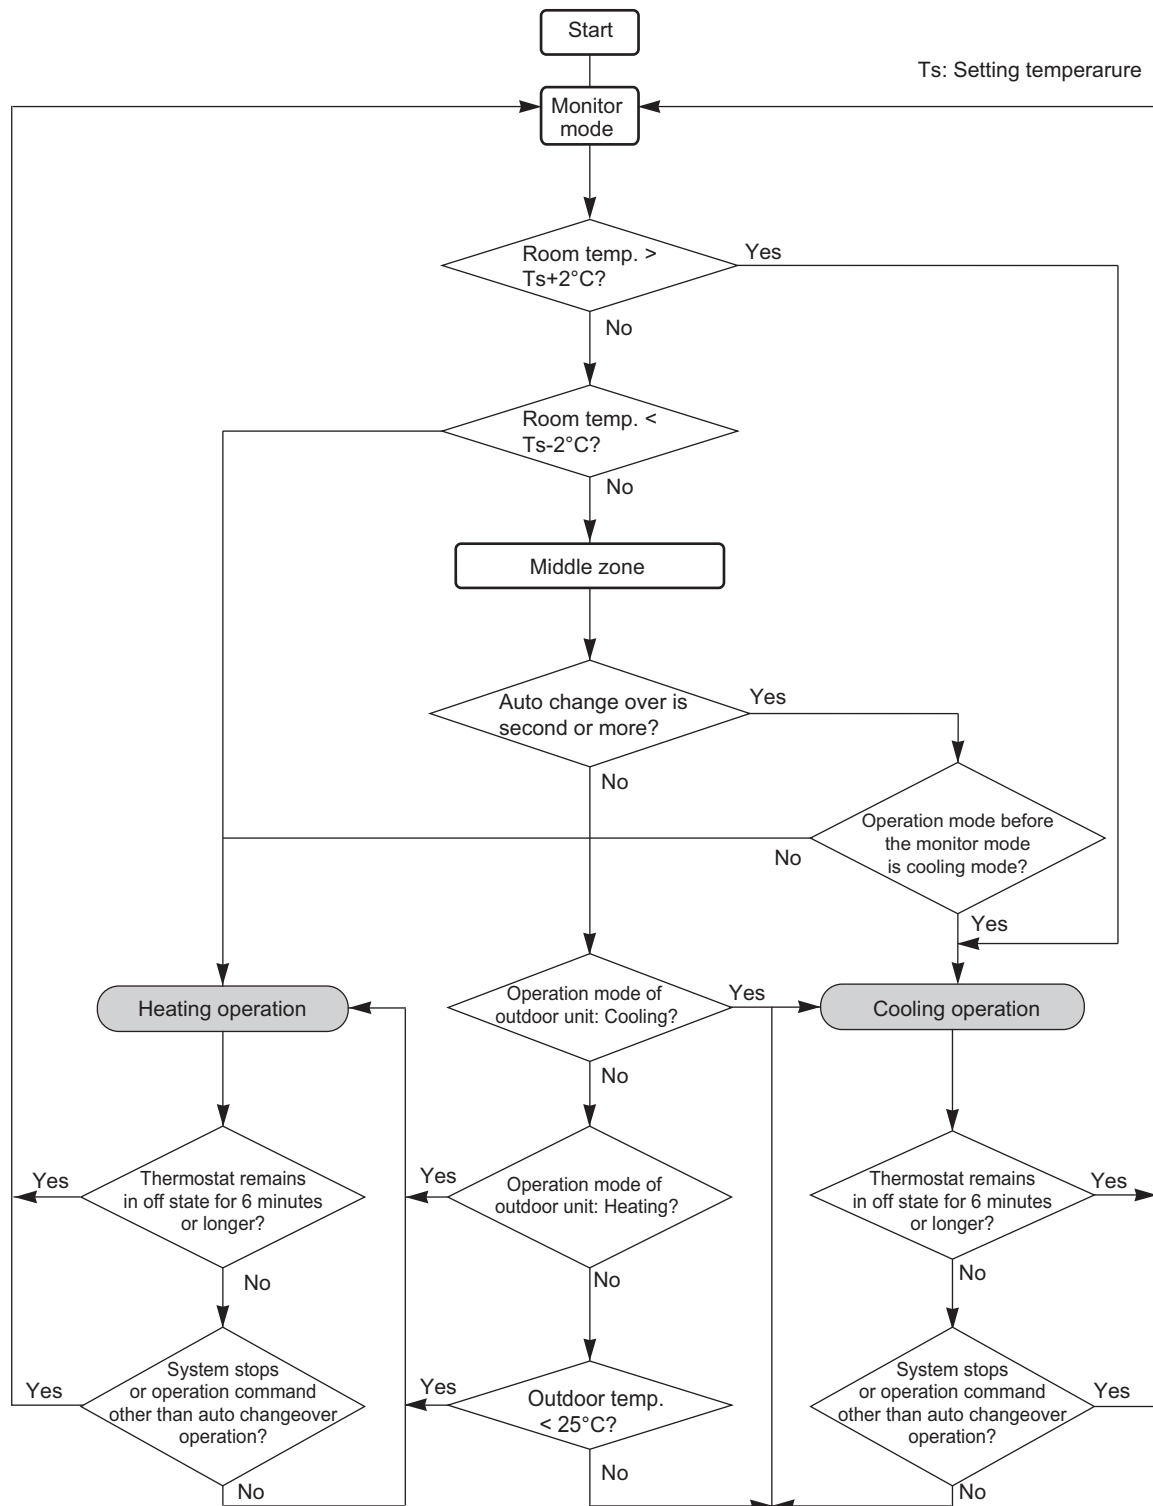 Start
Ts: Setting temperarure
Monitor
mode
Room temp. >
Ts+2°C?
Yes
No
Room temp. <
Ts-2°C?
No
Middle zone
Auto change over is
second or more?
Yes
No
Operation mode before
the monitor mode
is cooling mode?
No
Yes
Heating operation
Operation mode of
outdoor unit: Cooling?
Yes
Cooling operation
No
Thermostat remains
in off state for 6 minutes
or longer?
Yes
No
Operation mode of
outdoor unit: Heating?
Yes
No
Thermostat remains
in off state for 6 minutes
or longer?
Yes
No
System stops
or operation command
other than auto changeover
operation?
Yes
No
Outdoor temp.
< 25°C?
Yes
No
System stops
or operation command
other than auto changeover
operation?
Yes
No